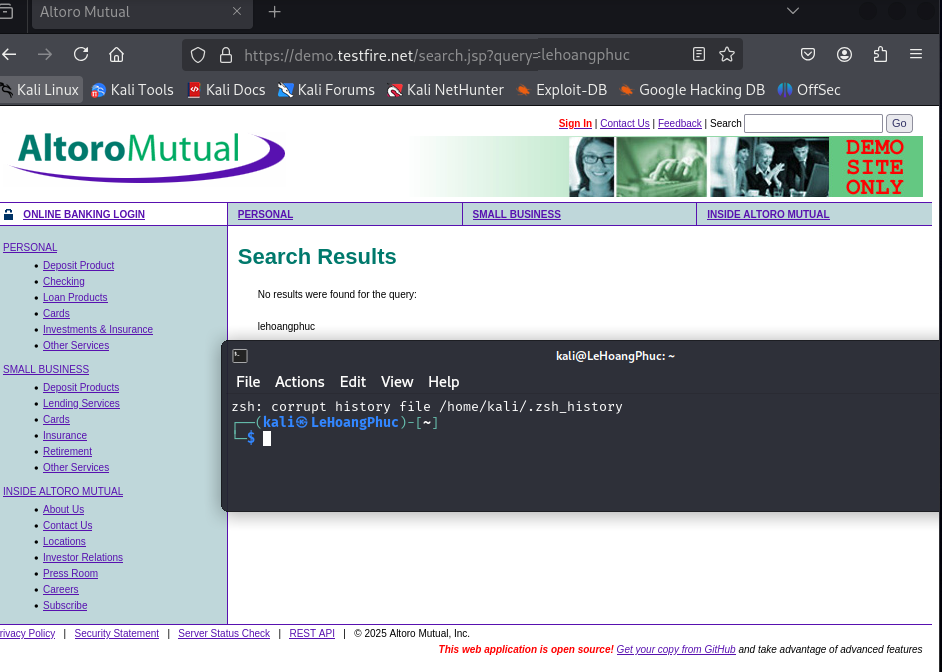 Altoro Mutual
https://demo.testfire.net/search.jsp?query=lehoangphuc
Kali Linux Kali Tools Kali Docs Kali Forums Kali NetHunter Exploit-DB Google Hacking DB OffSec
Sign In | Contact Us | Feedback | Search Go
AltoroMutual
DEMO
SITE
ONLY
ONLINE BANKING LOGIN PERSONAL SMALL BUSINESS INSIDE ALTORO MUTUAL
PERSONAL
Deposit Product
Checking
Loan Products
Cards
Investments & Insurance
Other Services
SMALL BUSINESS
Deposit Products
Lending Services
Cards
Insurance
Retirement
Other Services
INSIDE ALTORO MUTUAL
About Us
Contact Us
Locations
Investor Relations
Press Room
Careers
Subscribe
Search Results
No results were found for the query:
lehoangphuc
kali@LeHoangPhuc: ~
File Actions Edit View Help
zsh: corrupt history file /home/kali/.zsh_history
┌──(kali㉿LeHoangPhuc)-[~]
└─$
rivacy Policy | Security Statement | Server Status Check | REST API | © 2025 Altoro Mutual, Inc.
This web application is open source! Get your copy from GitHub and take advantage of advanced features